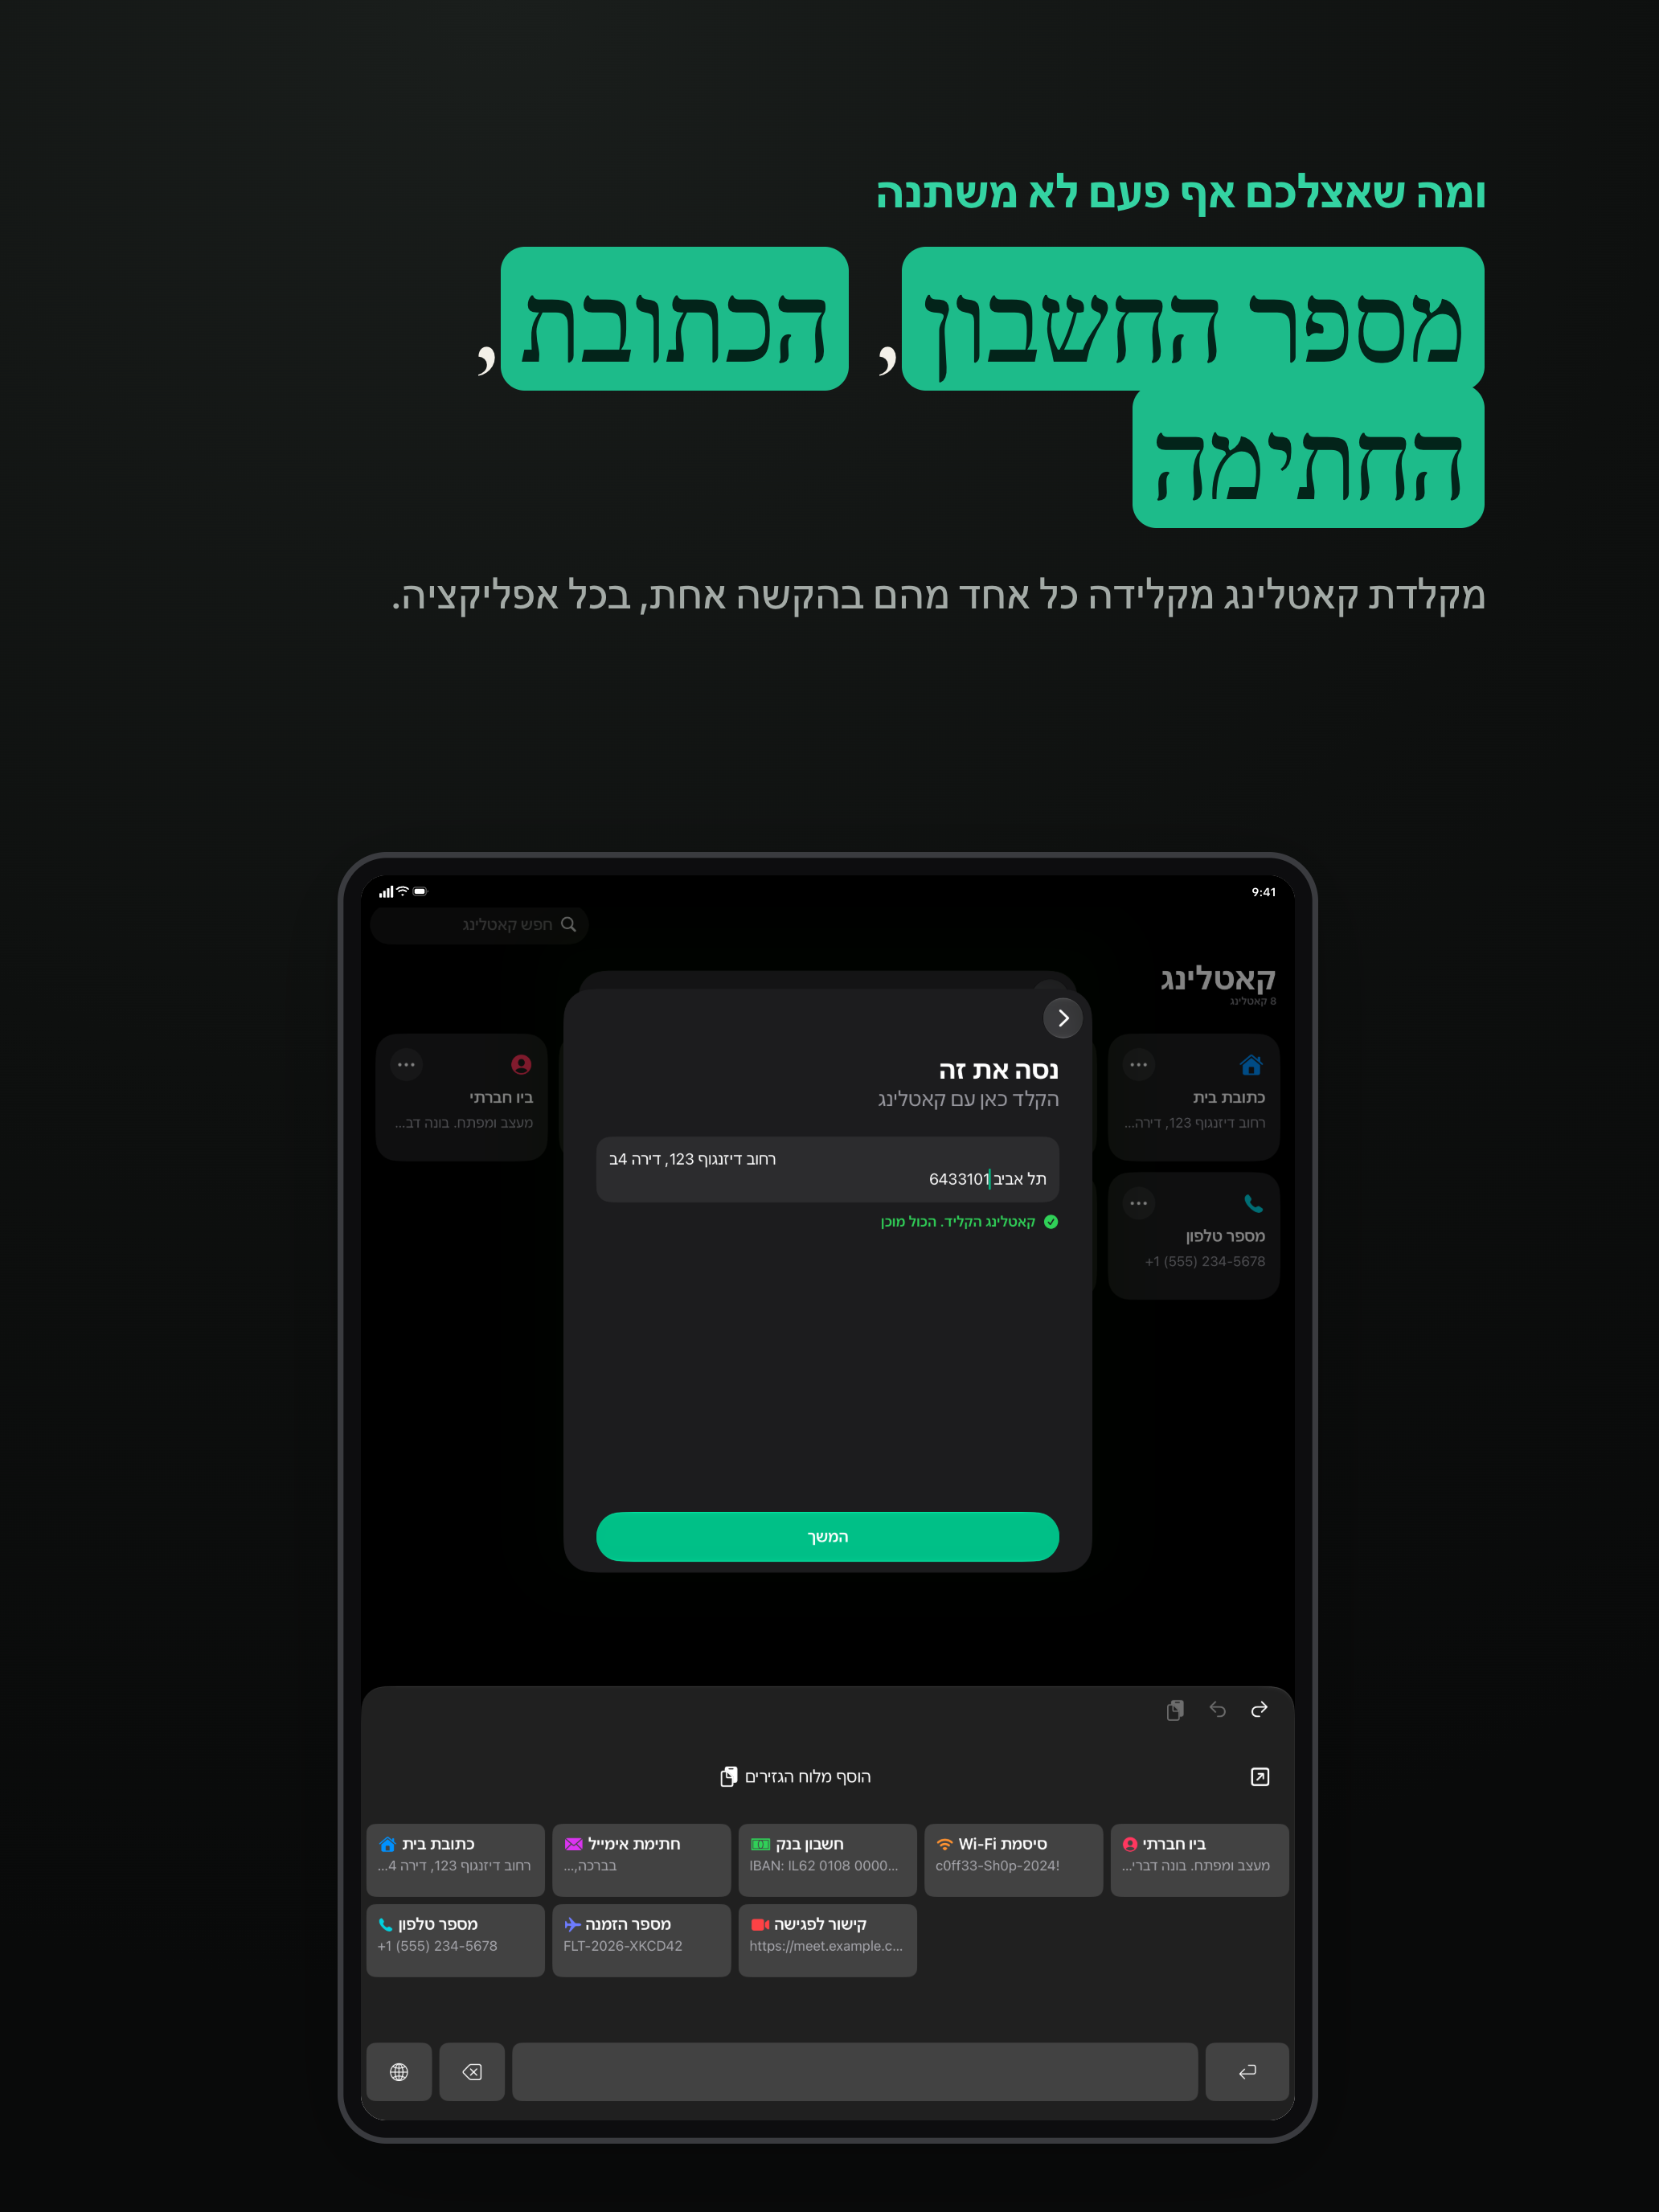 ומה שאצלכם אף פעם לא משתנה
מספר החשבון, הכתובת,
החתימה
מקלדת קאטלינג מקלידה כל אחד מהם בהקשה אחת, בכל אפליקציה.
9:41
חפש קאטלינג
קאטלינג
8 קאטלינג
כתובת בית
רחוב דיזנגוף 123, דירה...
ביו חברתי
מעצב ומפתח. בונה דב...
מספר טלפון
+1 (555) 234-5678
נסה את זה
הקלד כאן עם קאטלינג
רחוב דיזנגוף 123, דירה 4ב
תל אביב 6433101
קאטלינג הקליד. הכול מוכן
המשך
הוסף מלוח הגזירים
ביו חברתי
מעצב ומפתח. בונה דברי...
סיסמת Wi-Fi
c0ff33-Sh0p-2024!
חשבון בנק
IBAN: IL62 0108 0000...
חתימת אימייל
בברכה,...
כתובת בית
רחוב דיזנגוף 123, דירה 4...
קישור לפגישה
https://meet.example.c...
מספר הזמנה
FLT-2026-XKCD42
מספר טלפון
+1 (555) 234-5678